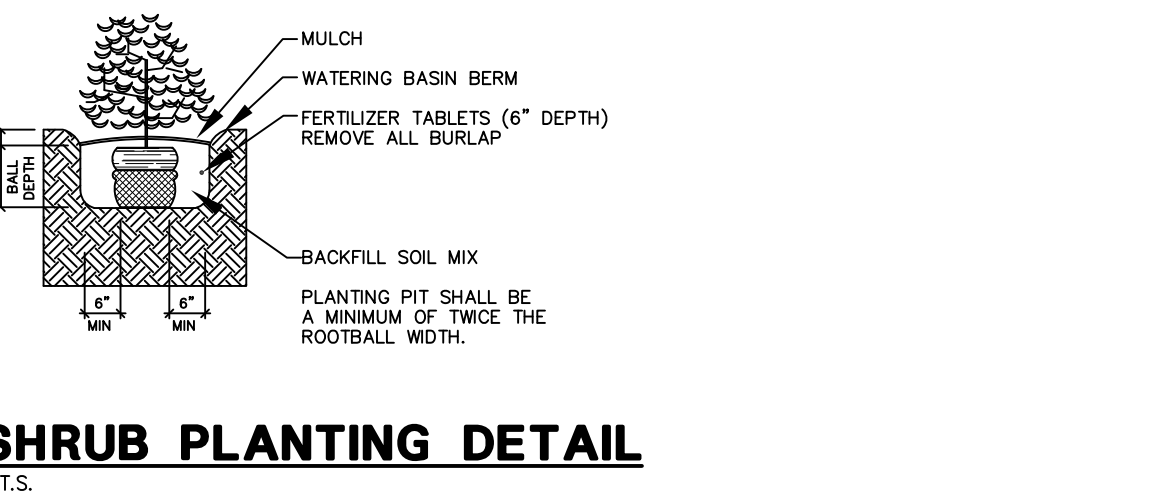 MULCH
WATERING BASIN BERM
FERTILIZER TABLETS (6" DEPTH)
REMOVE ALL BURLAP
BALL
DEPTH
BACKFILL SOIL MIX
6"
MIN
6"
MIN
PLANTING PIT SHALL BE
A MINIMUM OF TWICE THE
ROOTBALL WIDTH.
SHRUB PLANTING DETAIL
T.S.